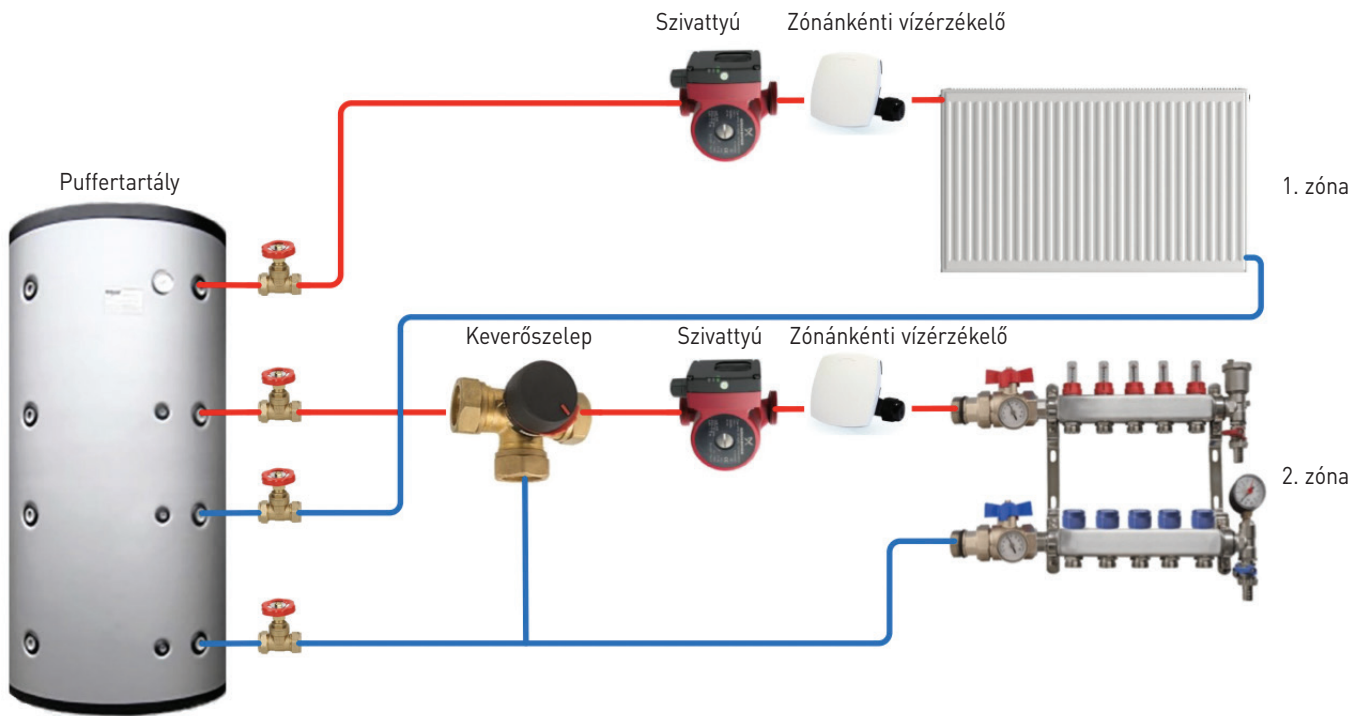 Szivattyú
Zónánkénti vízérzékelő
Puffertartály
1. zóna
Keverőszelep
Szivattyú
Zónánkénti vízérzékelő
2. zóna